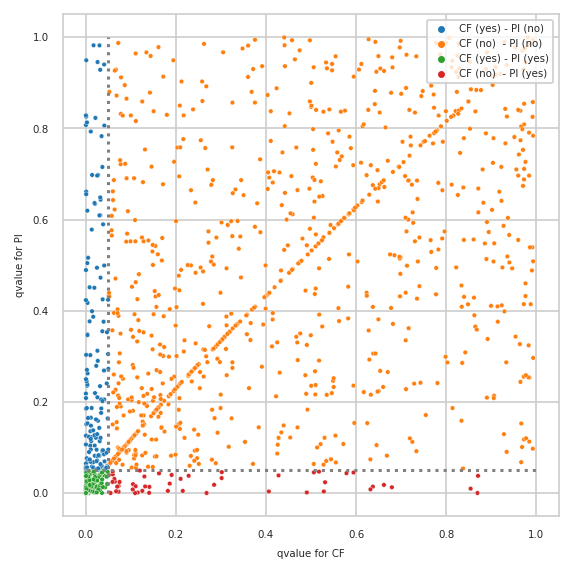 CF (yes) - PI (no)
CF (no)  - PI (no)
CF (yes) - PI (yes)
CF (no)  - PI (yes)
1.0
0.8
0.6
0.4
0.2
0.0
qvalue for PI
0.0 0.2 0.4 0.6 0.8 1.0
qvalue for CF